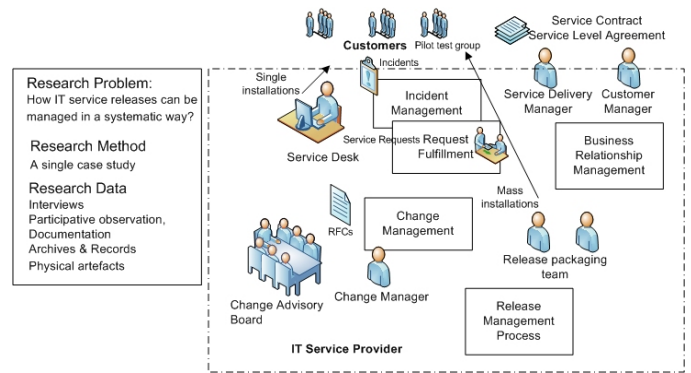 Research Problem:
How IT service releases can be
managed in a systematic way?
Research Method
A single case study
Research Data
Interviews
Participative observation,
Documentation
Archives & Records
Physical artefacts
Customers
Pilot test group
Service Contract
Service Level Agreement
Incidents
Single
installations
Service Desk
Incident
Management
Service Requests
Request
Fulfillment
Service Delivery
Manager
Customer
Manager
Business
Relationship
Management
Mass
installations
RFCs
Change
Management
Release packaging
team
Change Advisory
Board
Change Manager
Release
Management
Process
IT Service Provider